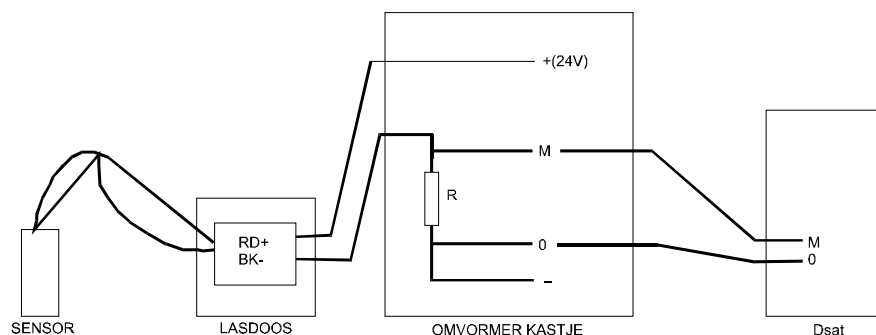 +(24V)
M
R
RD+
BK-
0
–
M
0
SENSOR
LASDOOS
OMVORMER KASTJE
Dsat